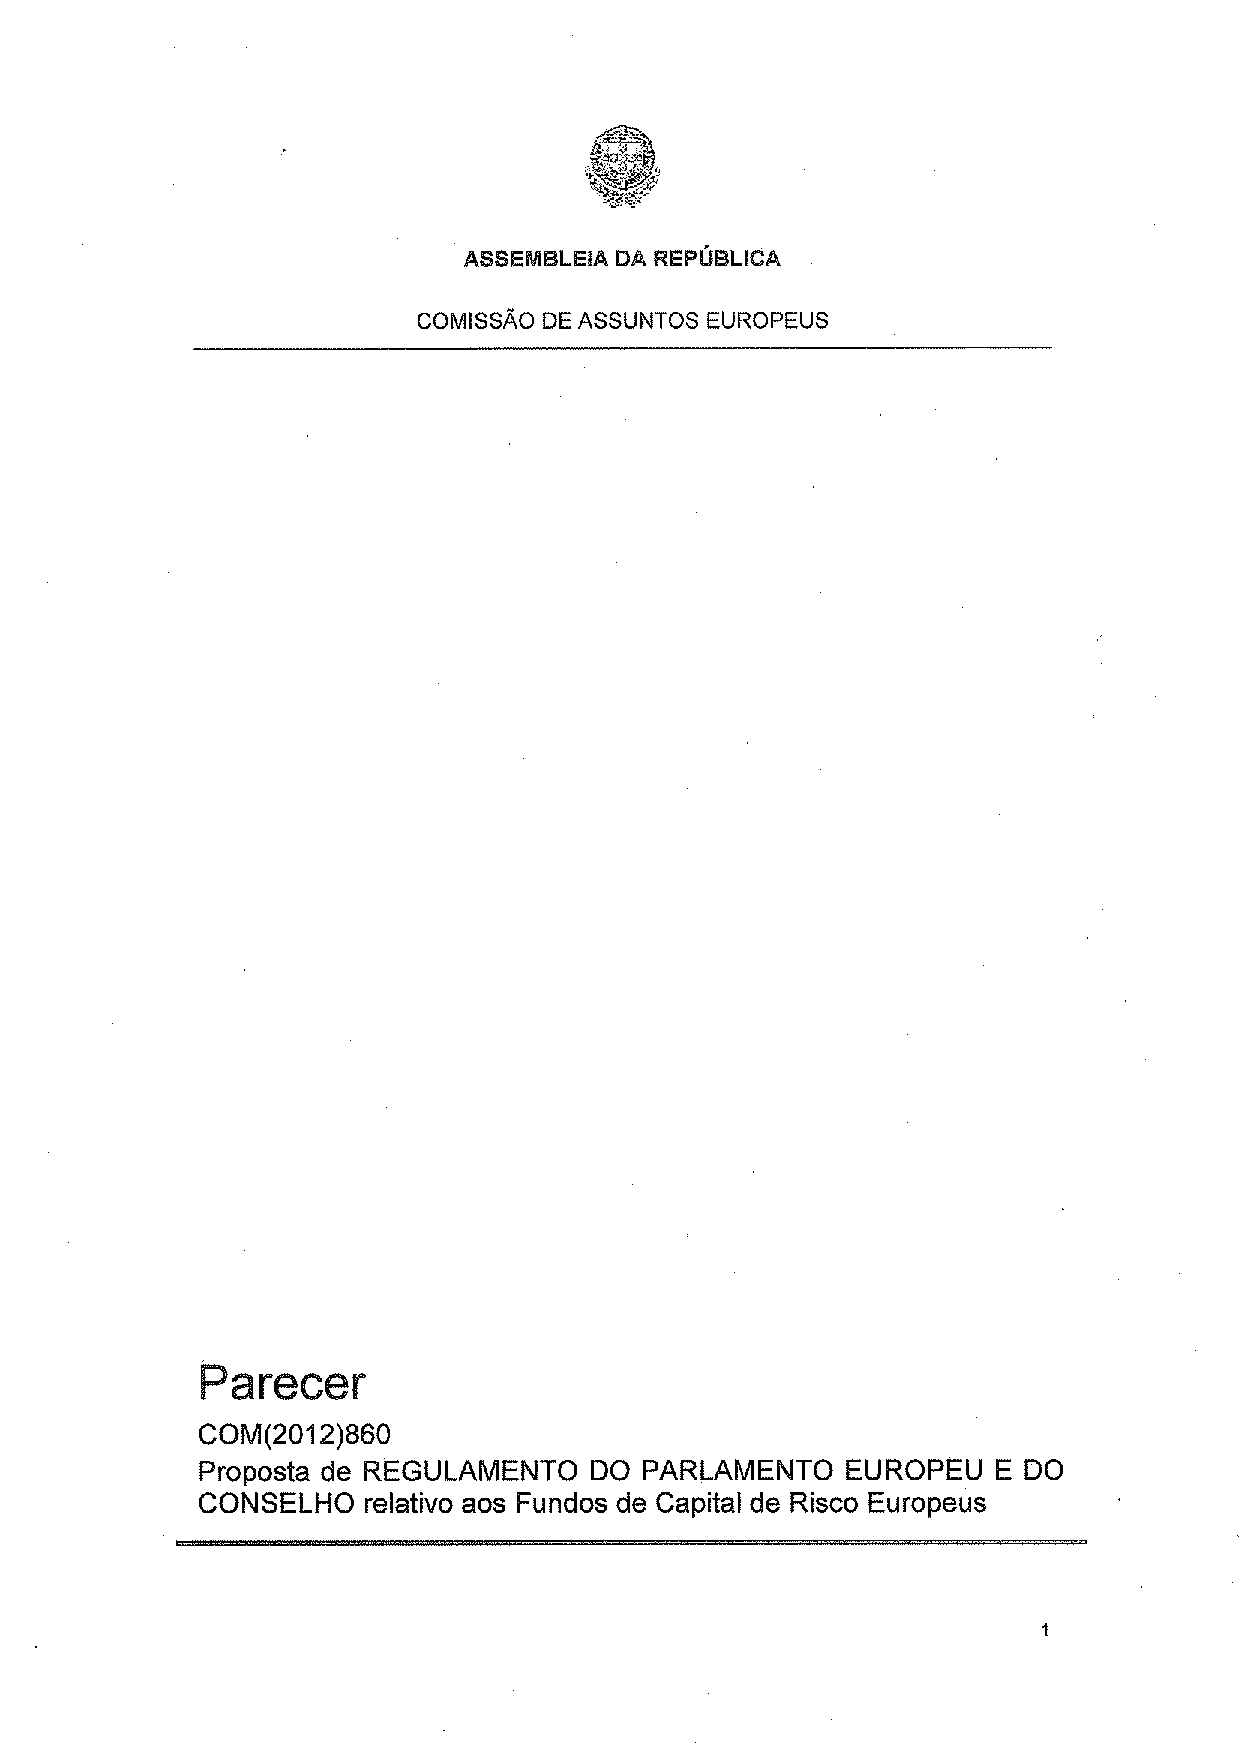 ASSEMBLEIA DA REPÚBLICA
COMISSÃO DE ASSUNTOS EUROPEUS
Parecer
COM(2012)860
Proposta de REGULAMENTO DO PARLAMENTO EUROPEU E DO
CONSELHO relativo aos Fundos de Capital de Risco Europeus
1